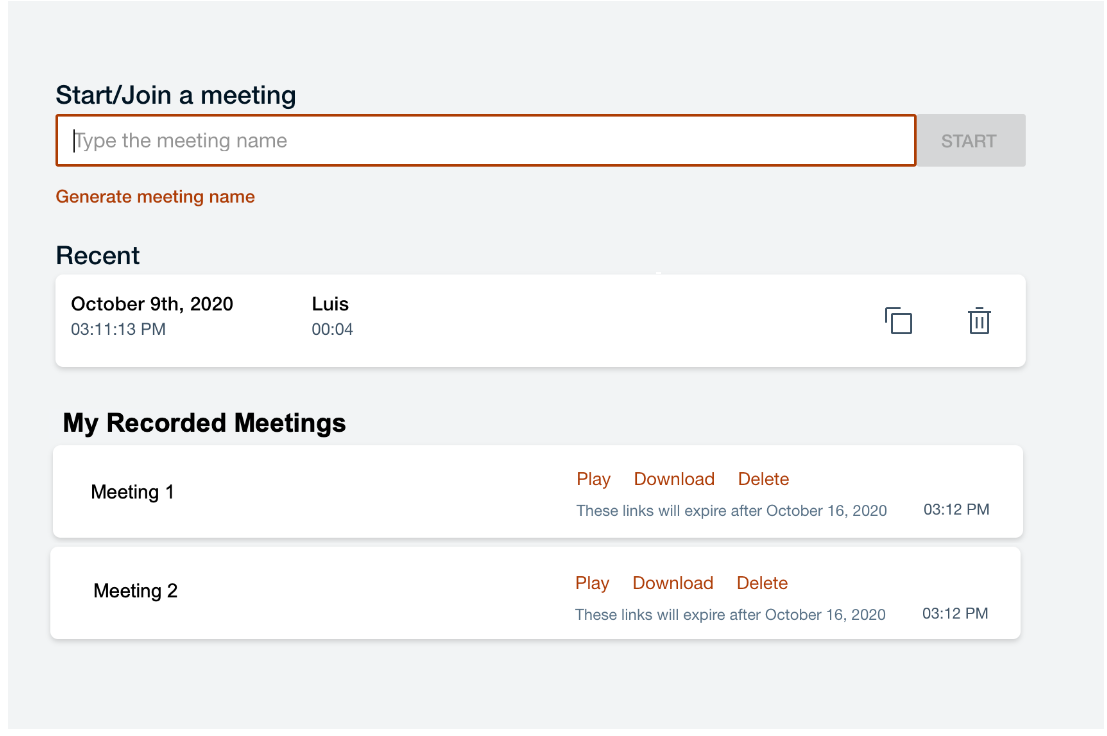 Start/Join a meeting
Type the meeting name
START
Generate meeting name
Recent
October 9th, 2020 Luis
03:11:13 PM 00:04
My Recorded Meetings
Meeting 1
Play Download Delete
These links will expire after October 16, 2020 03:12 PM
Meeting 2
Play Download Delete
These links will expire after October 16, 2020 03:12 PM